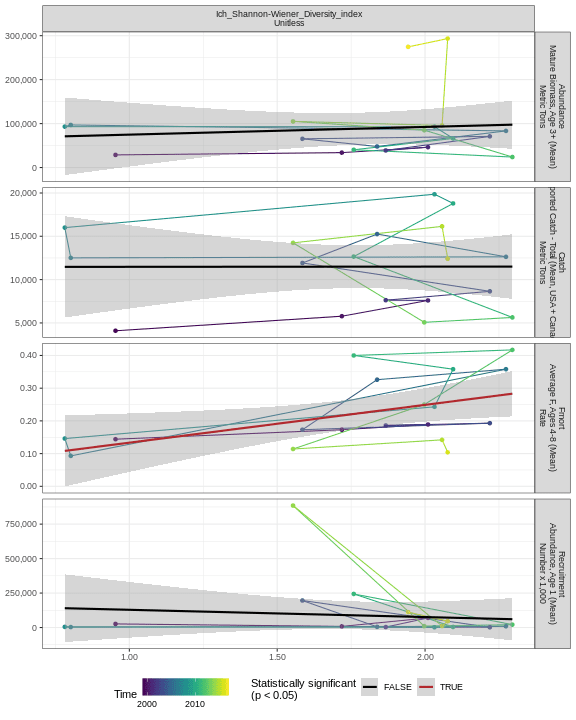 Ich_Shannon-Wiener_Diversity_index
Unitless
300,000
200,000
100,000
0
Abundance
Mature Biomass, Age 3+ (Mean)
Metric Tons
20,000
15,000
10,000
5,000
Catch
ported Catch - Total (Mean, USA + Cana
Metric Tons
0.40
0.30
0.20
0.10
0.00
Fmort
Average F, Ages 4-8 (Mean)
Rate
750,000
500,000
250,000
0
Recruitment
Abundance, Age 1 (Mean)
Number x 1,000
1.00
1.50
2.00
Time
2000
2010
Statistically significant
(p < 0.05)
FALSE
TRUE